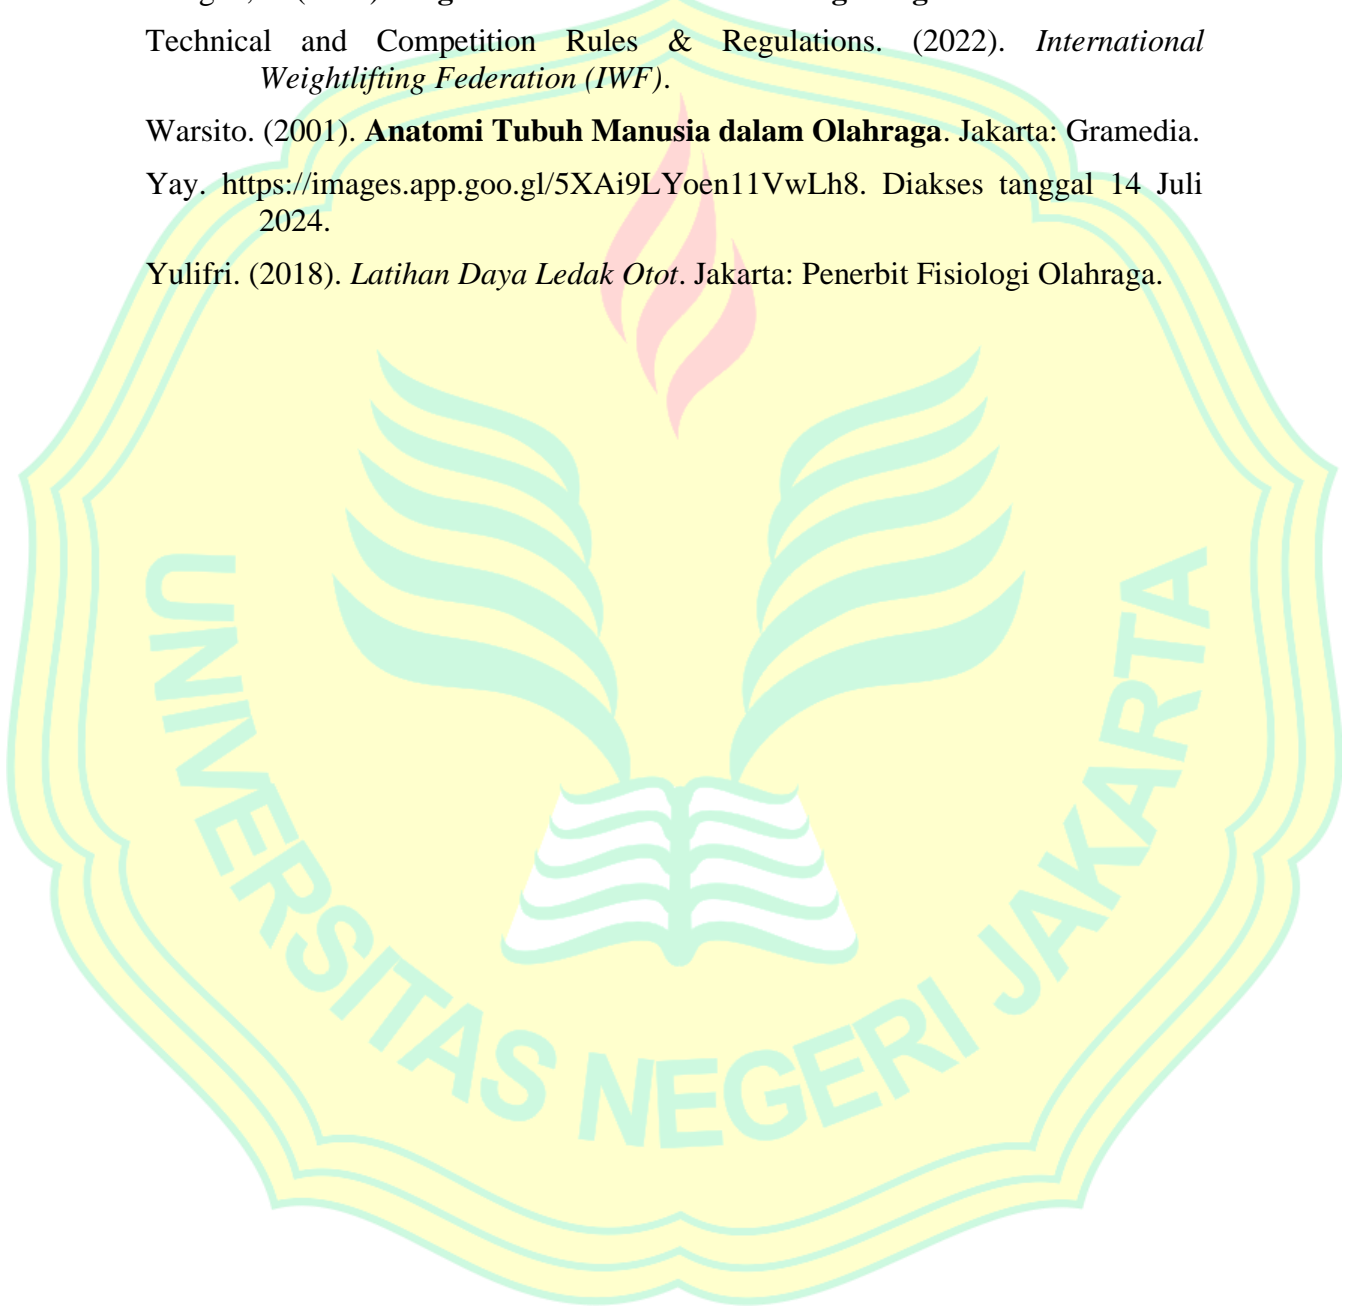 Technical and Competition Rules & Regulations. (2022). International
Weightlifting Federation (IWF).
Warsito. (2001). Anatomi Tubuh Manusia dalam Olahraga. Jakarta: Gramedia.
Yay. https://images.app.goo.gl/5XAi9LYoen11VwLh8. Diakses tanggal 14 Juli
2024.
Yulifri. (2018). Latihan Daya Ledak Otot. Jakarta: Penerbit Fisiologi Olahraga.
UNIVERSITAS NEGERI JAKARTA